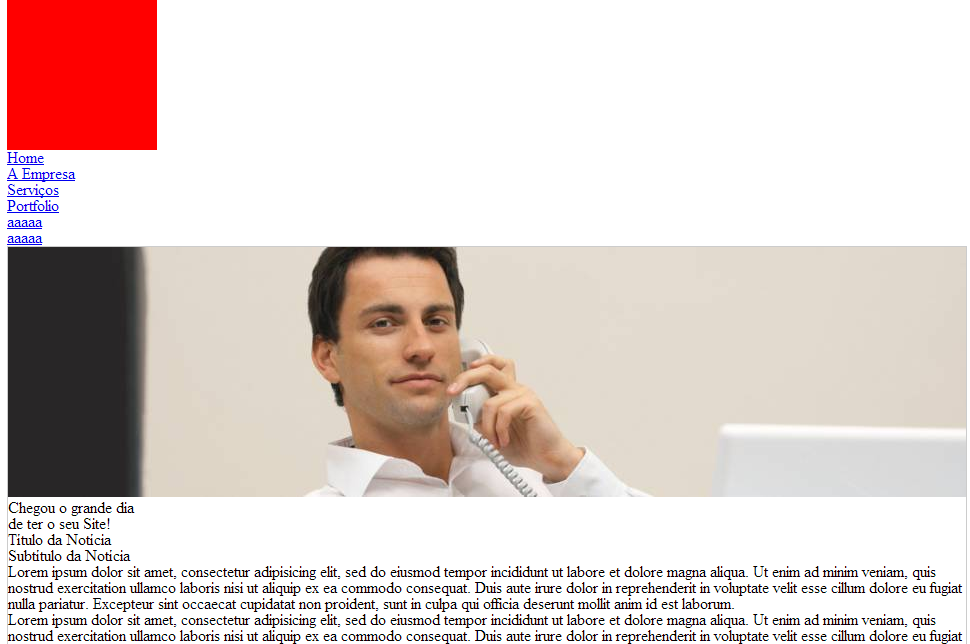 Home
A Empresa
Serviços
Portfolio
aaaaa
aaaaa
Chegou o grande dia
de ter o seu Site!
Titulo da Noticia
Subtitulo da Noticia
Lorem ipsum dolor sit amet, consectetur adipisicing elit, sed do eiusmod tempor incididunt ut labore et dolore magna aliqua. Ut enim ad minim veniam, quis
nostrud exercitation ullamco laboris nisi ut aliquip ex ea commodo consequat. Duis aute irure dolor in reprehenderit in voluptate velit esse cillum dolore eu fugiat
nulla pariatur. Excepteur sint occaecat cupidatat non proident, sunt in culpa qui officia deserunt mollit anim id est laborum.
Lorem ipsum dolor sit amet, consectetur adipisicing elit, sed do eiusmod tempor incididunt ut labore et dolore magna aliqua. Ut enim ad minim veniam, quis
nostrud exercitation ullamco laboris nisi ut aliquip ex ea commodo consequat. Duis aute irure dolor in reprehenderit in voluptate velit esse cillum dolore eu fugiat